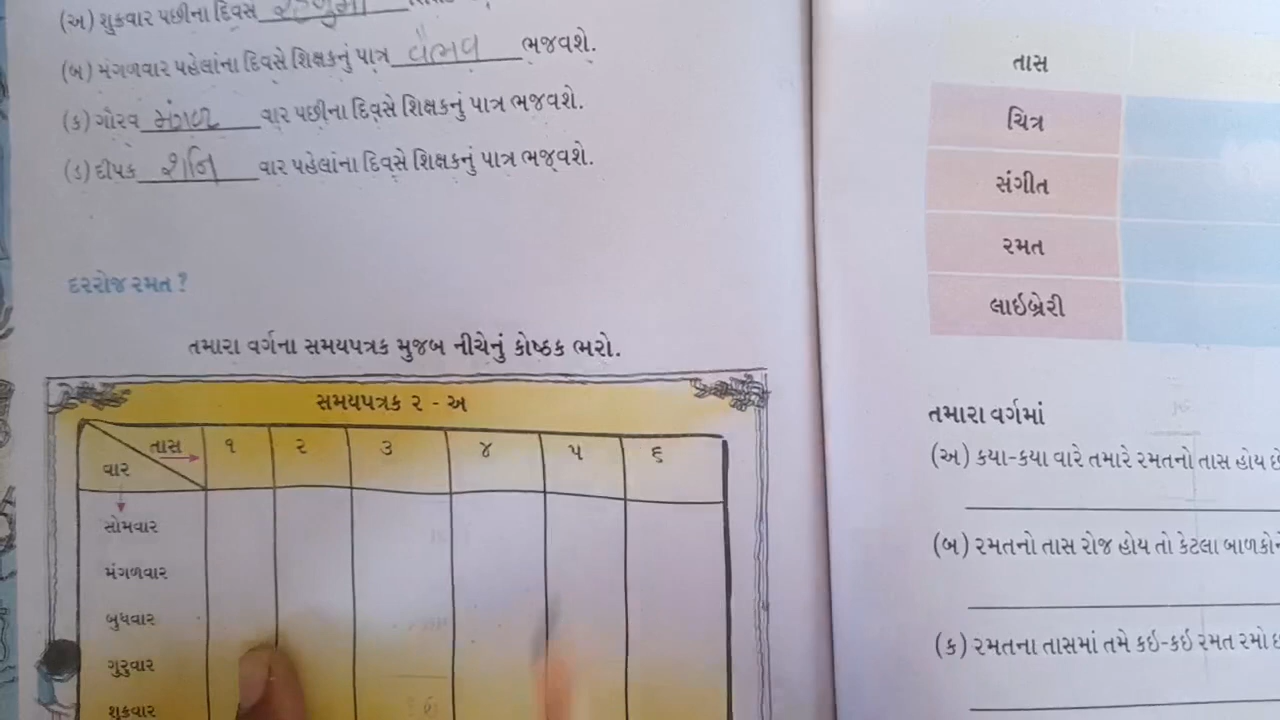 (અ) શુક્રવાર પછીના દિવસે
(બ) મંગળવાર પહેલાંના દિવસે શિક્ષકનું પાત્ર વૈભવ ભજવશે.
(ક) ગૌરવ મંગળ વાર પછીના દિવસે શિક્ષકનું પાત્ર ભજવશે.
(ડ) દીપક શનિ વાર પહેલાંના દિવસે શિક્ષકનું પાત્ર ભજવશે.
દરરોજ રમત?
તમારા વર્ગના સમયપત્રક મુજબ નીચેનું કોષ્ઠક ભરો.
સમયપત્રક ૨ - અ
તાસ ૧ ૨ ૩ ૪ ૫ ૬
વાર
સોમવાર
મંગળવાર
બુધવાર
ગુરુવાર
શુક્રવાર
તાસ
ચિત્ર
સંગીત
રમત
લાઇબ્રેરી
તમારા વર્ગમાં
(અ) કયા-કયા વારે તમારે રમતનો તાસ હોય
(બ) રમતનો તાસ રોજ હોય તો કેટલા
(ક) રમતના તાસમાં તમે કઇ-કઇ રમત રમો